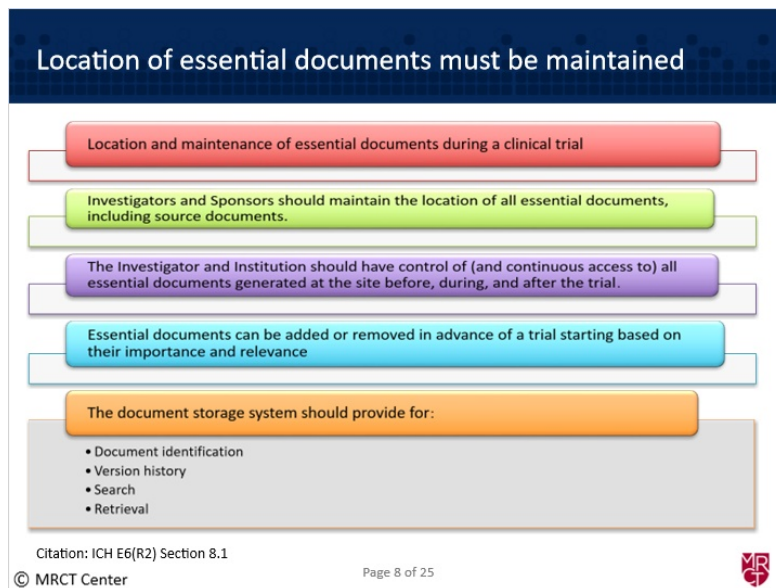 Location of essential documents must be maintained
Location and maintenance of essential documents during a clinical trial
Investigators and Sponsors should maintain the location of all essential documents,
including source documents.
The Investigator and Institution should have control of (and continuous access to) all
essential documents generated at the site before, during, and after the trial.
Essential documents can be added or removed in advance of a trial starting based on
their importance and relevance
The document storage system should provide for:
• Document identification
• Version history
• Search
• Retrieval
Citation: ICH E6(R2) Section 8.1
© MRCT Center
Page 8 of 25
MR
CT